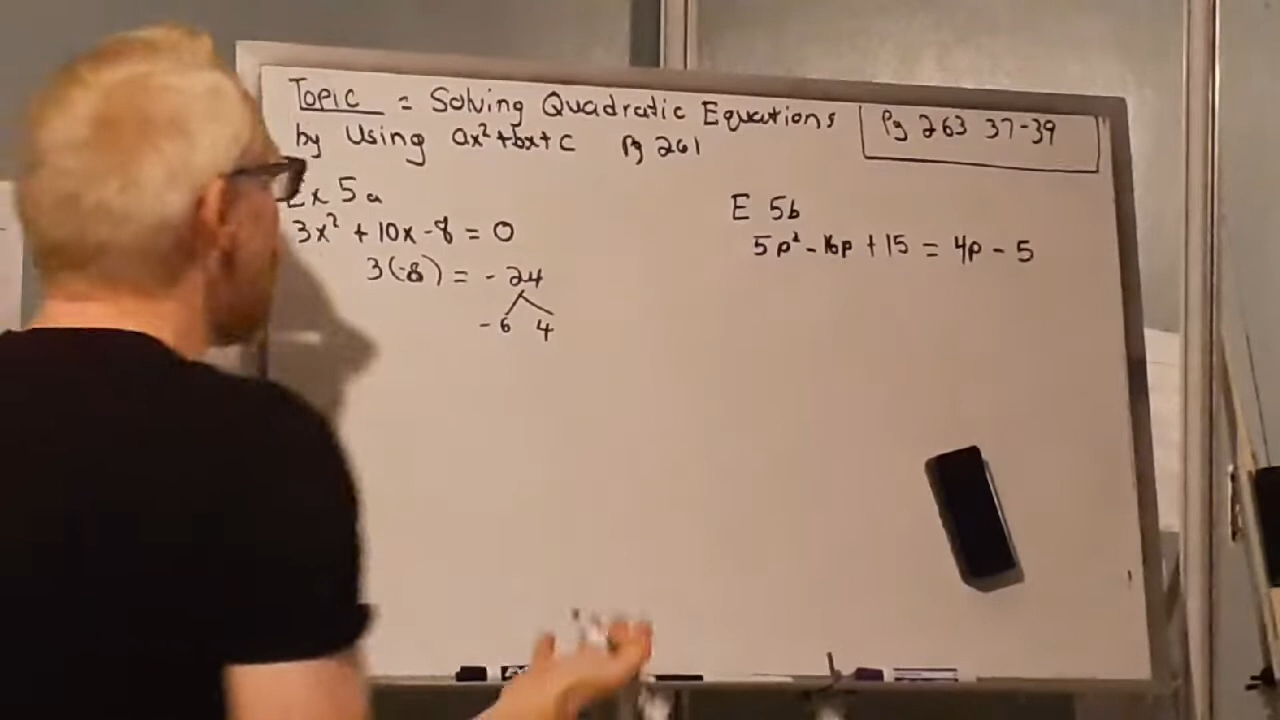 Topic = Solving Quadratic Equations
by Using ax²+bx+c Pg 261
Pg 263 37-39
Ex 5a
3x² + 10x - 8 = 0
3(-8) = - 24
-6 4
E 5b
5p² - 16p + 15 = 4p - 5